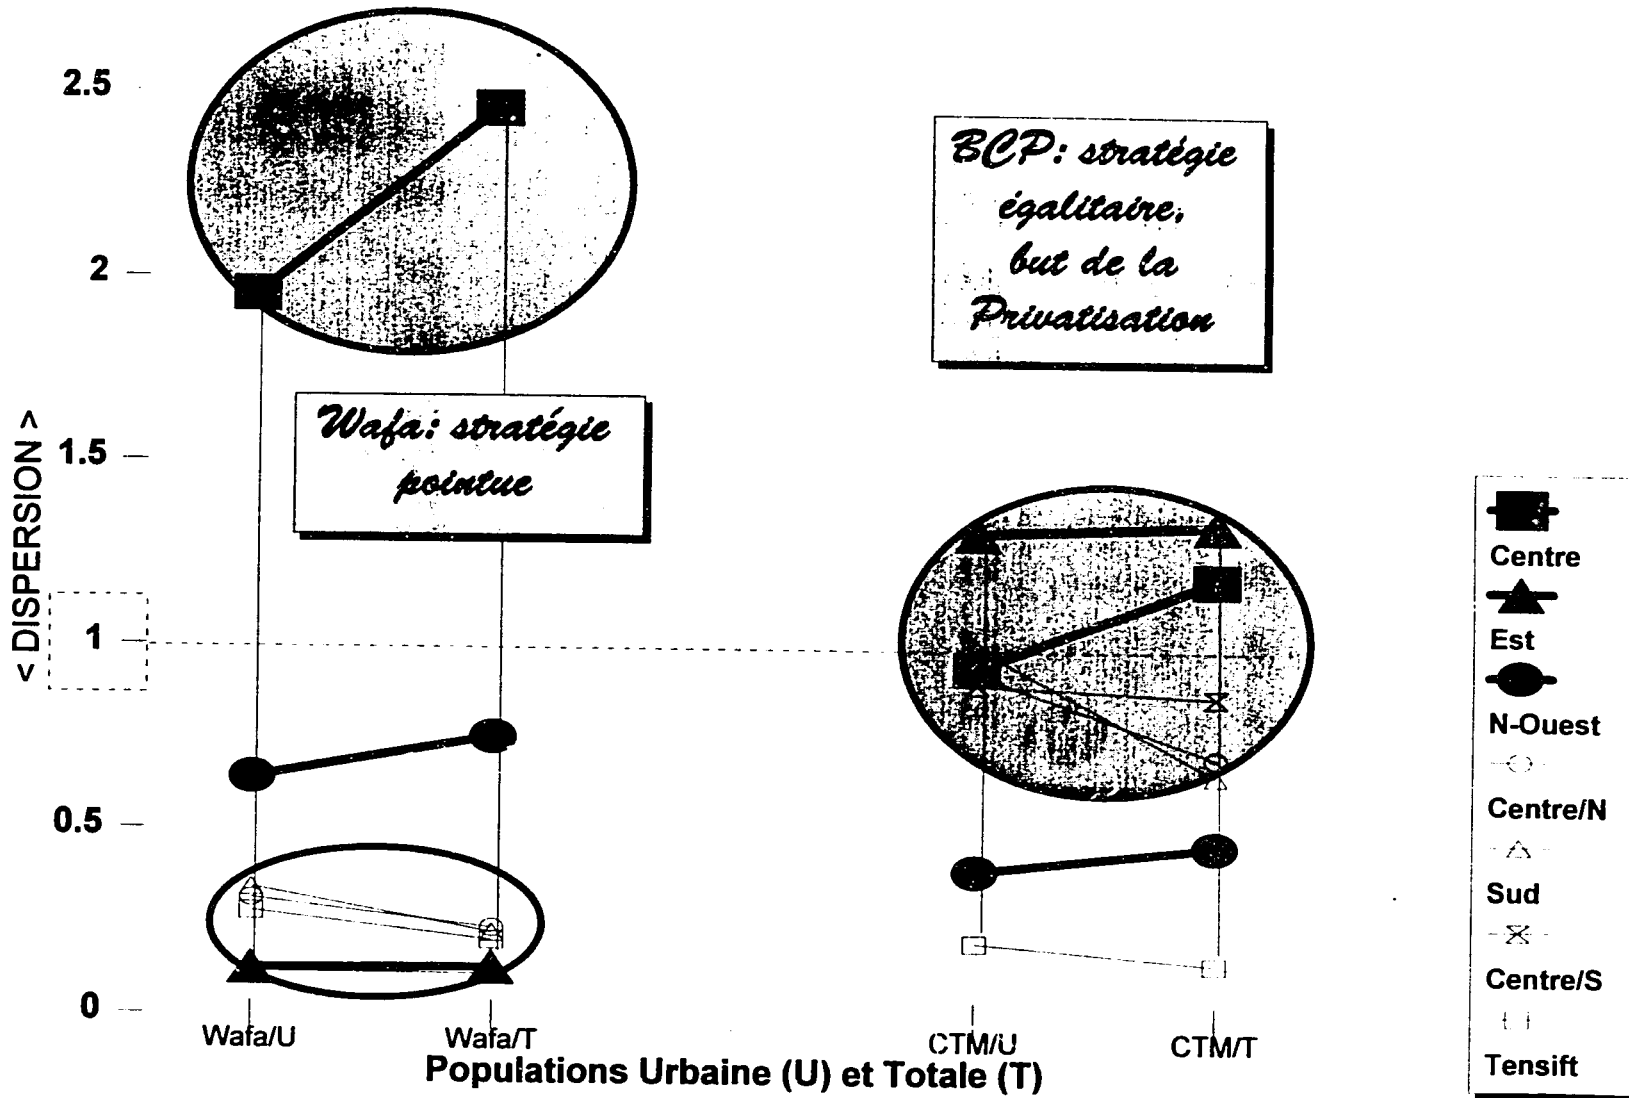 2.5
2
1.5
1
0.5
0
< DISPERSION >
BCP: stratégie
égalitaire,
but de la
Privatisation
Wafa: stratégie
pointue
Centre
Est
N-Ouest
Centre/N
Sud
Centre/S
Tensift
Wafa/U
Wafa/T
CTM/U
CTM/T
Populations Urbaine (U) et Totale (T)